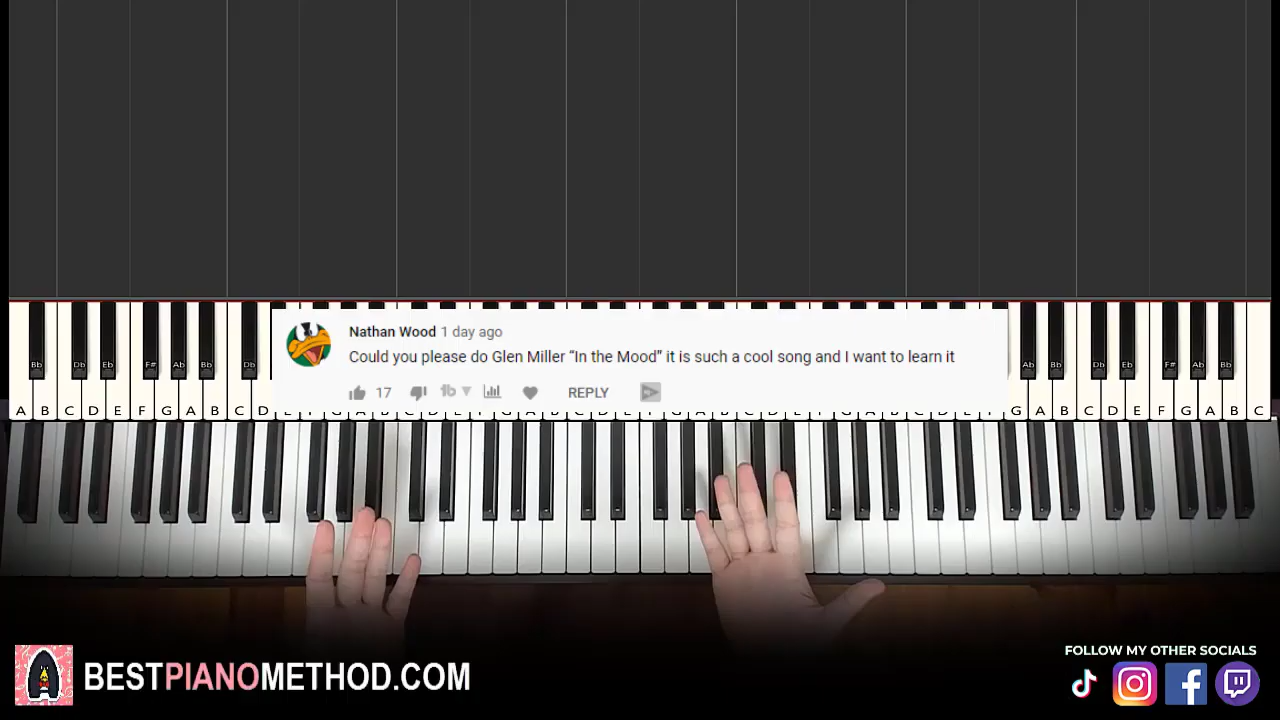 Nathan Wood 1 day ago
Could you please do Glen Miller “In the Mood” it is such a cool song and I want to learn it
17 REPLY
Bb Db Eb F# Ab Bb Db Ab Bb Db Eb F# Ab Bb
A B C D E F G A B C D G A B C D E F G A B C
FOLLOW MY OTHER SOCIALS
BESTPIANOMETHOD.COM